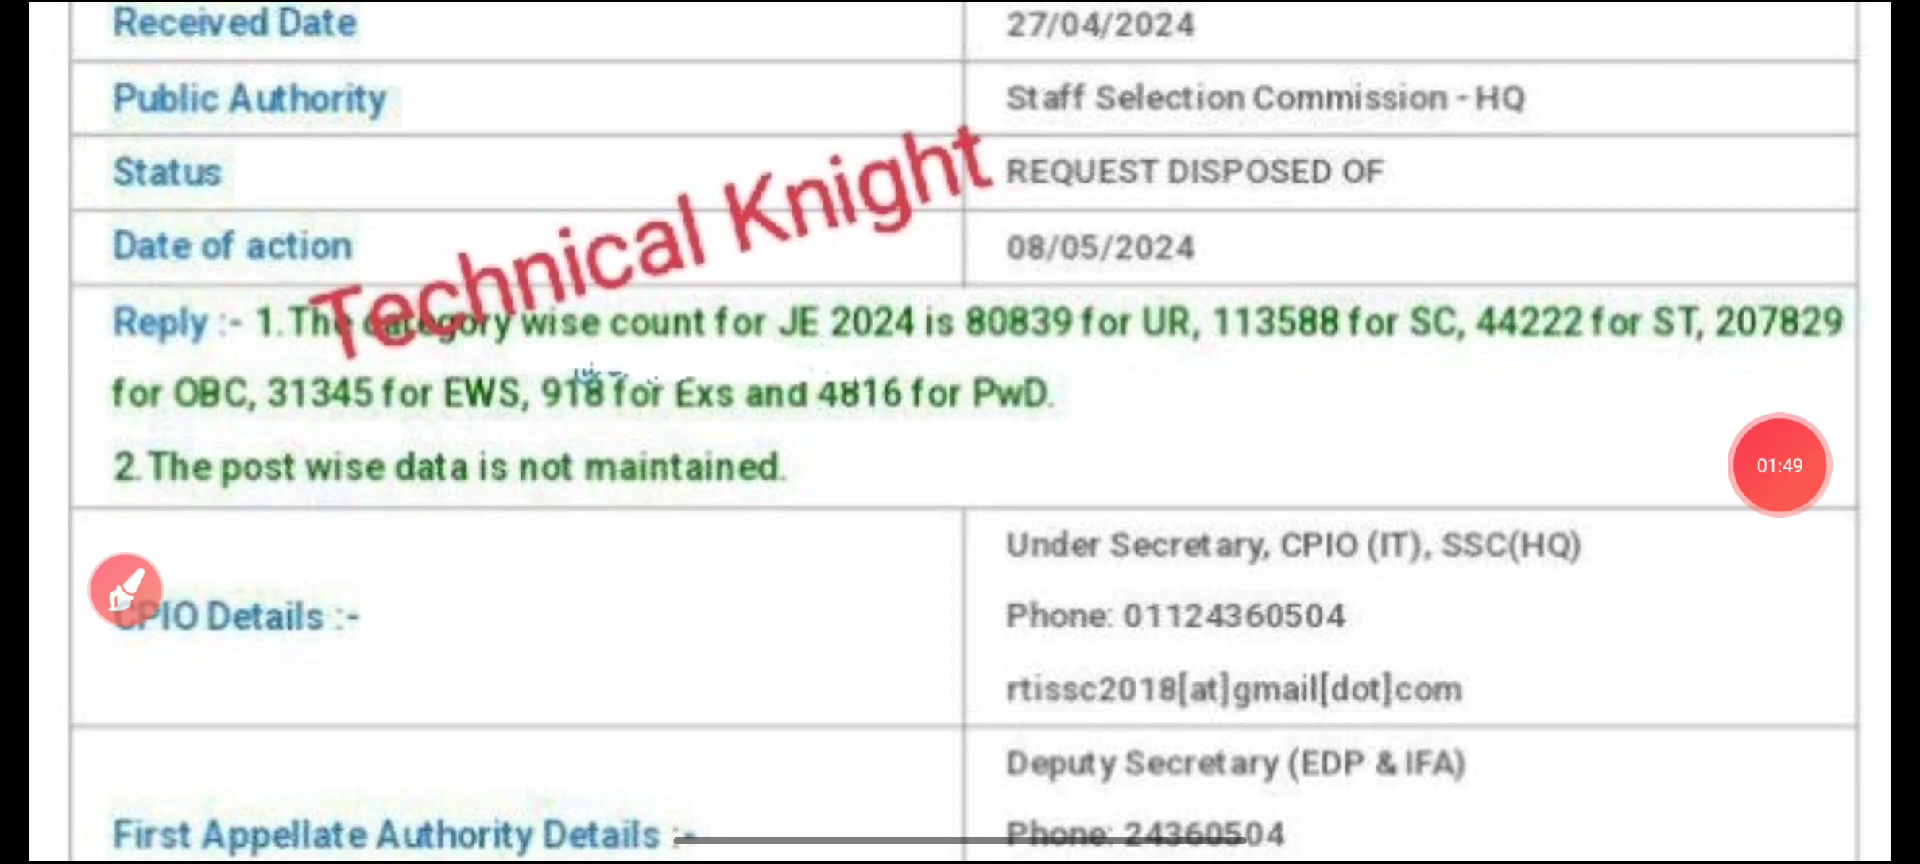 Received Date 27/04/2024
Public Authority Staff Selection Commission - HQ
Status REQUEST DISPOSED OF
Date of action 08/05/2024
Technical Knight
Reply :- 1. The category wise count for JE 2024 is 80839 for UR, 113588 for SC, 44222 for ST, 207829
for OBC, 31345 for EWS, 918 for Exs and 4816 for PwD.
2. The post wise data is not maintained.
01:49
Under Secretary, CPIO (IT), SSC(HQ)
CPIO Details :- Phone: 01124360504
rtissc2018[at]gmail[dot]com
Deputy Secretary (EDP & IFA)
First Appellate Authority Details :- Phone: 24360504